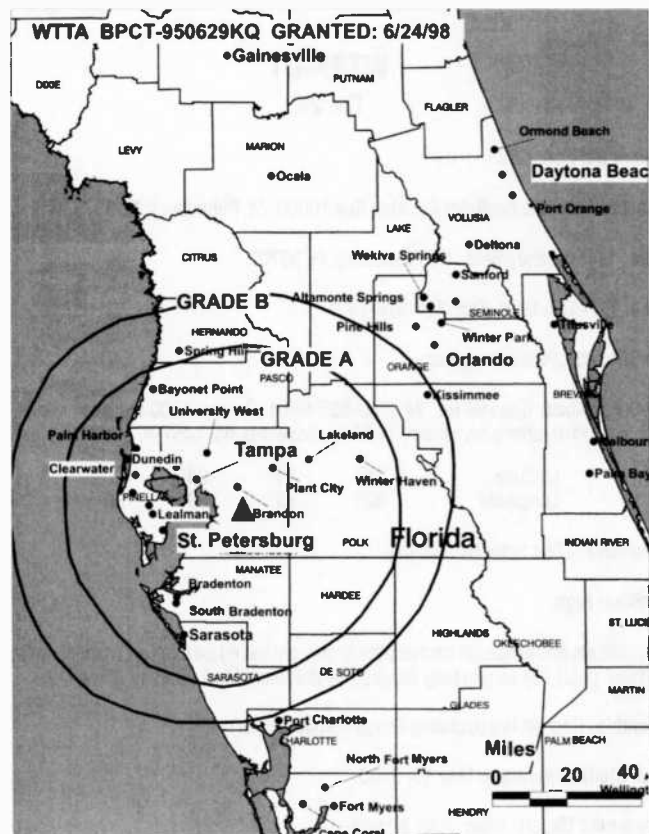 WTTA BPCT-950629KQ GRANTED: 6/24/98
Gainesville
DIXIE
PUTNAM
FLAGLER
LEVY
MARION
Ormond Beach
Ocala
Daytona Beac
Port Orange
VOLUSIA
LAKE
Deltona
CITRUS
Wekiva Springs
Sanford
GRADE B
Altamonte Springs
SEMINOLE
HERNANDO
Pine Hills
Winter Park
Titusville
Spring Hill
GRADE A
Orlando
ORANGE
PASCO
Bayonet Point
Kissimmee
BREV
University West
Palm Harbor
Lakeland
Melbour
Dunedin
Tampa
Clearwater
Palm Bay
Plant City
Winter Haven
PINELLA
Lealman
Brandon
Florida
St. Petersburg
POLK
INDIAN RIVER
MANATEE
Bradenton
HARDEE
South Bradenton
ST. LUCIE
HIGHLANDS
Sarasota
OKEECHOBEE
SARASOTA
DE SOTO
MARTIN
GLADES
Port Charlotte
CHARLOTTE
Miles
PALM BEACH
North Fort Myers
0 20 40
Wellingt
Fort Myers
HENDRY
Cape Coral